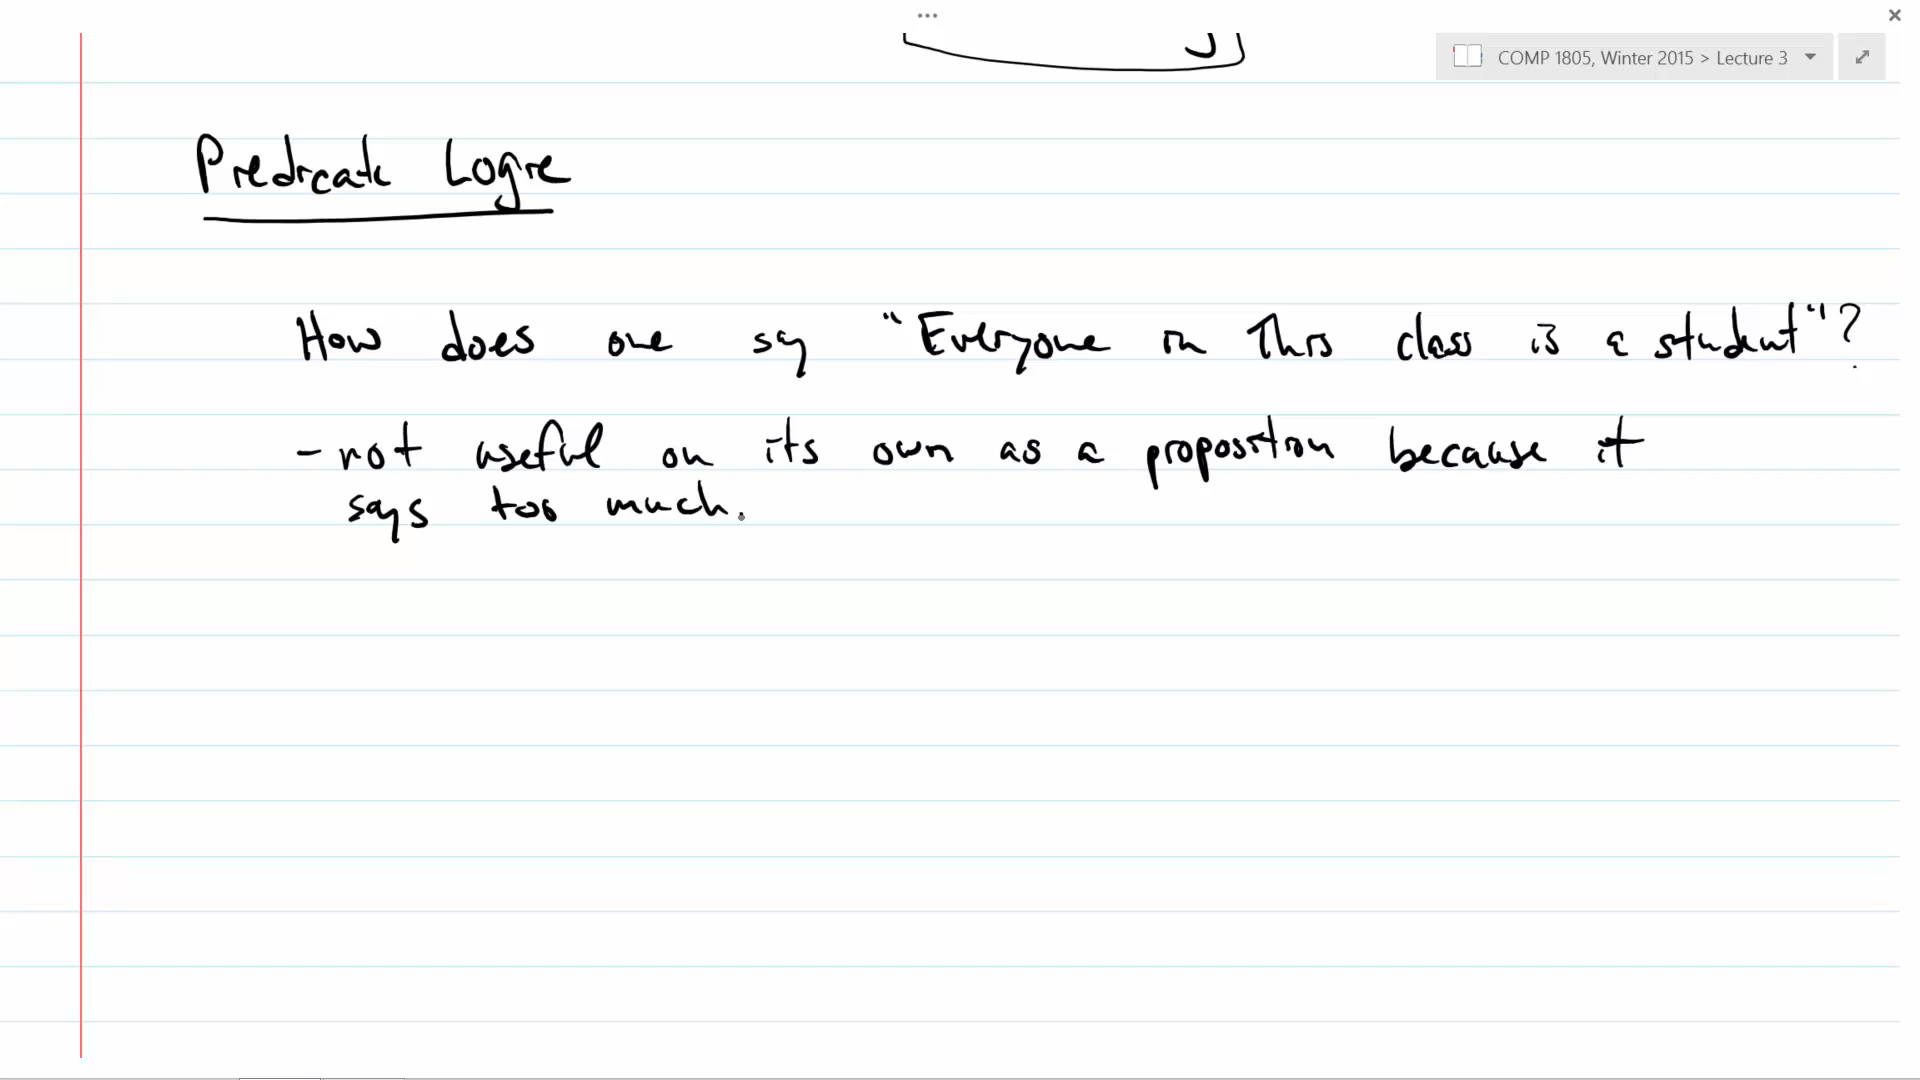 COMP 1805, Winter 2015 > Lecture 3
Predicate Logic
How does one say "Everyone in this class is a student"?
- not useful on its own as a proposition because it
says too much.